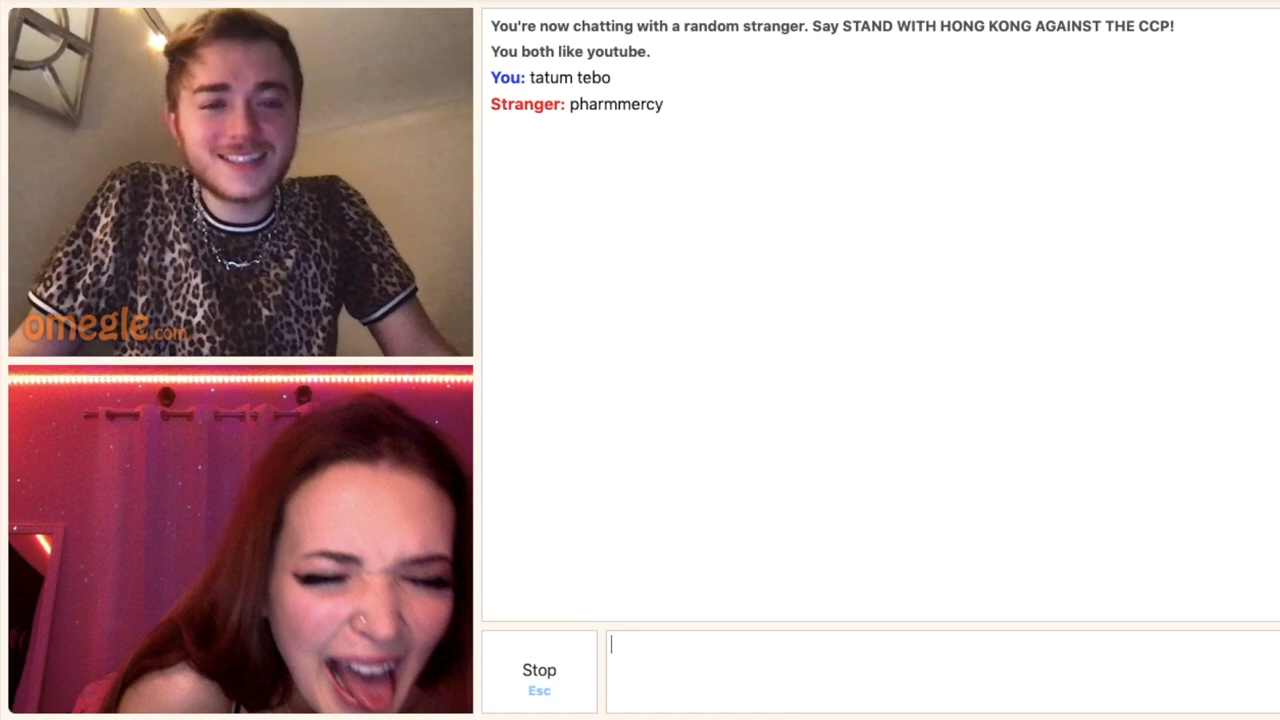 You're now chatting with a random stranger. Say STAND WITH HONG KONG AGAINST THE CCP!
You both like youtube.
You: tatum tebo
Stranger: pharmmercy
omegle.com
Stop
Esc